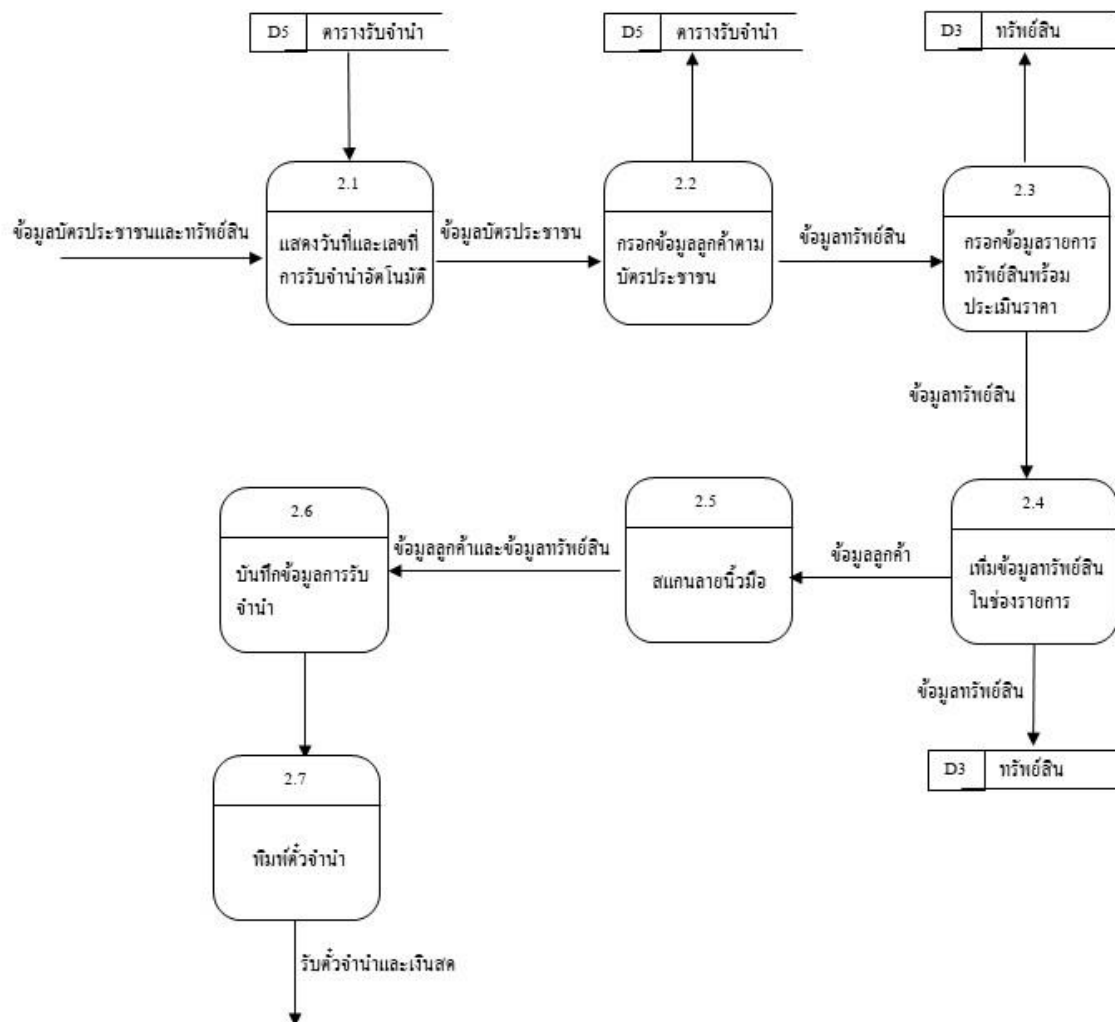 D5 ตารางรับจำนำ
D5 ตารางรับจำนำ
D3 ทรัพย์สิน
2.1
2.2
2.3
ข้อมูลบัตรประชาชนและทรัพย์สิน
แสดงวันที่และเลขที่
การรับจำนำอัตโนมัติ
ข้อมูลบัตรประชาชน
กรอกข้อมูลลูกค้าตาม
บัตรประชาชน
ข้อมูลทรัพย์สิน
กรอกข้อมูลรายการ
ทรัพย์สินพร้อม
ประเมินราคา
ข้อมูลทรัพย์สิน
2.4
เพิ่มข้อมูลทรัพย์สิน
ในช่องรายการ
ข้อมูลลูกค้า
2.5
สแกนลายนิ้วมือ
ข้อมูลลูกค้าและข้อมูลทรัพย์สิน
2.6
บันทึกข้อมูลการรับ
จำนำ
ข้อมูลทรัพย์สิน
D3 ทรัพย์สิน
2.7
พิมพ์ตั๋วจำนำ
รับตั๋วจำนำและเงินสด